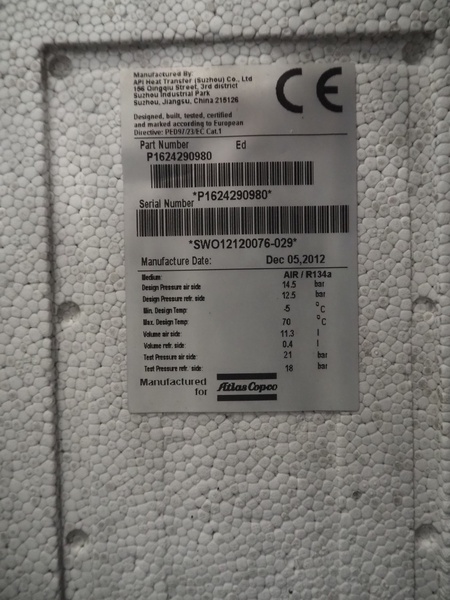 Manufactured By:
API Heat Transfer (Suzhou) Co., Ltd
156 Qingqiu Street, 3rd district
Suzhou Industrial Park
Suzhou, Jiangsu, China 215126
CE
Designed, built, tested, certified
and marked according to European
Directive: PED97/23/EC Cat.1
Part Number Ed
P1624290980
*P1624290980*
Serial Number
*SWO12120076-029*
Manufacture Date: Dec 05,2012
Medium: AIR / R134a
Design Pressure air side: 14.5 bar
Design Pressure refr. side: 12.5 bar
Min. Design Temp: -5 °C
Max. Design Temp: 70 °C
Volume air side: 11.3 l
Volume refr. side: 0.4 l
Test Pressure air side: 21 bar
Test Pressure refr. side: 18 bar
Manufactured for Atlas Copco